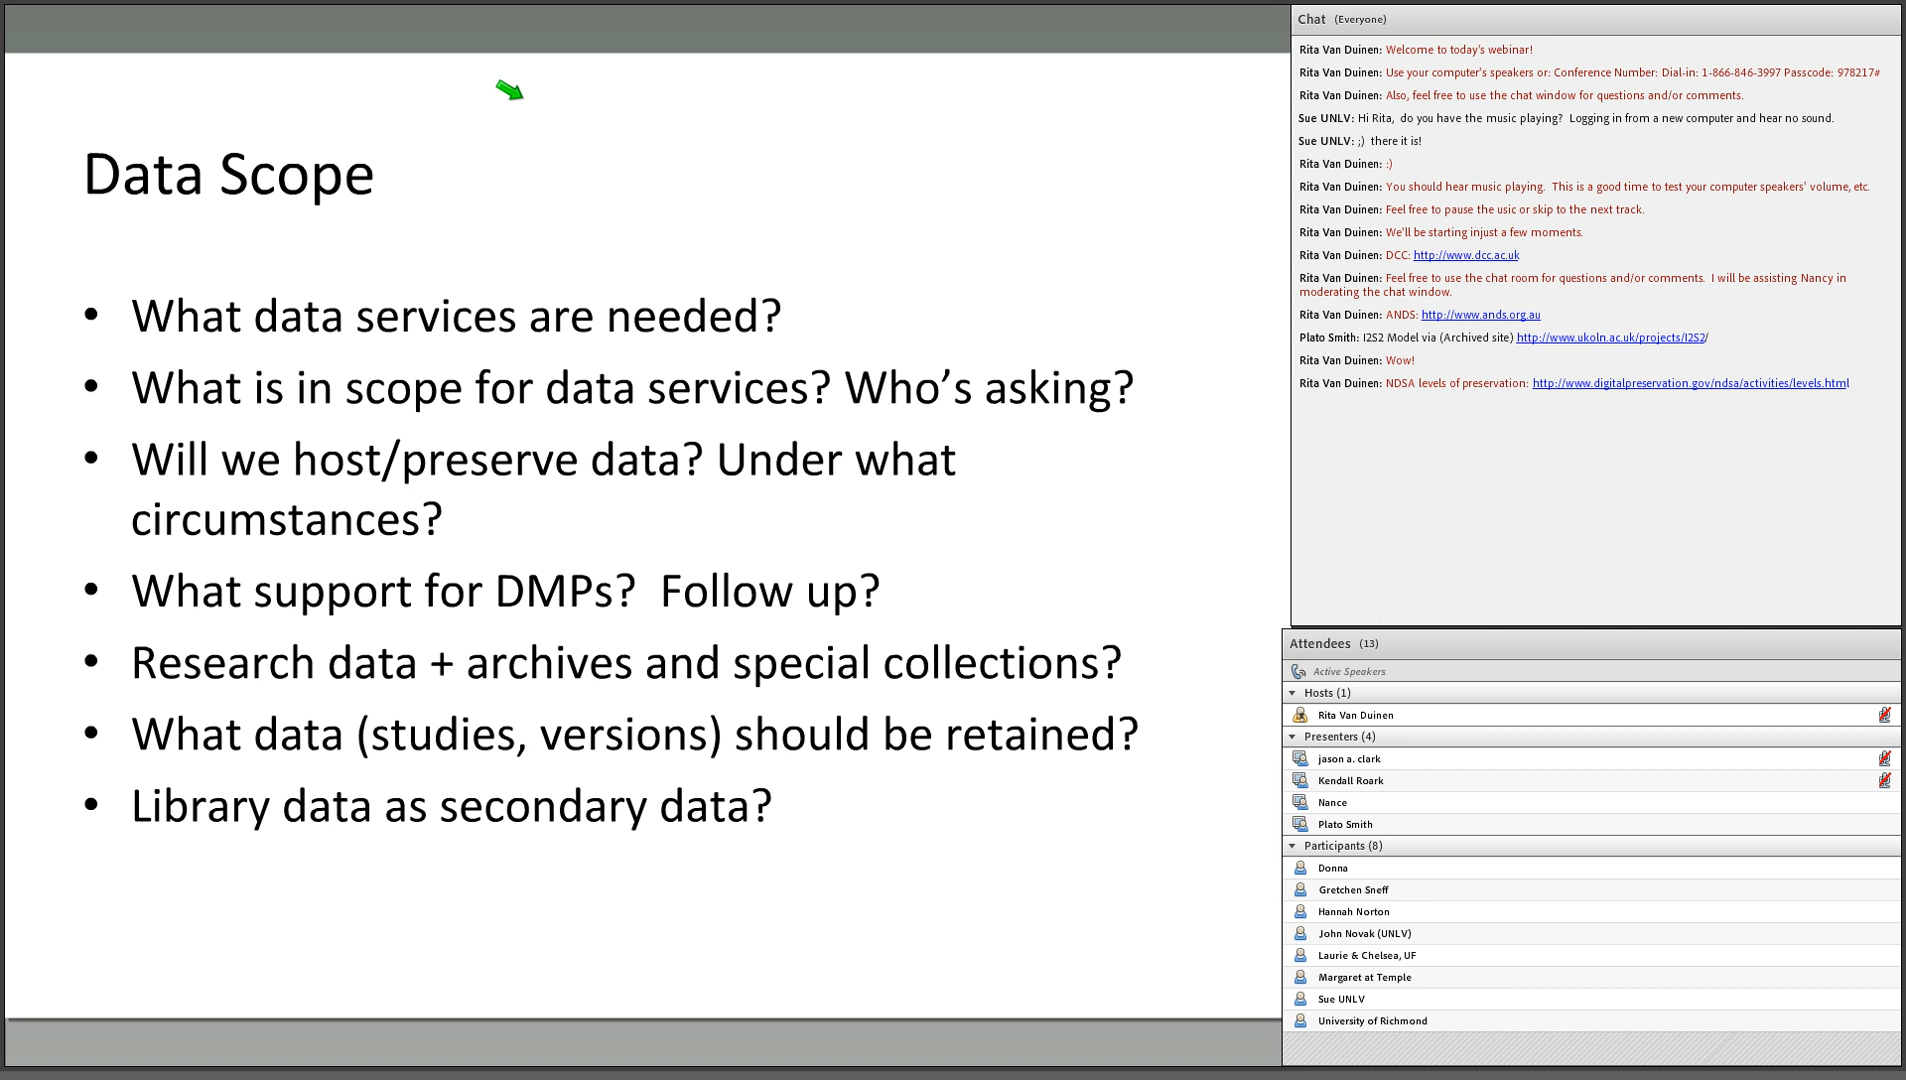 Data Scope
• What data services are needed?
• What is in scope for data services? Who's asking?
• Will we host/preserve data? Under what
circumstances?
• What support for DMPs?  Follow up?
• Research data + archives and special collections?
• What data (studies, versions) should be retained?
• Library data as secondary data?
Chat (Everyone)
Rita Van Duinen: Welcome to today's webinar!
Rita Van Duinen: Use your computer's speakers or: Conference Number: Dial-in: 1-866-846-3997 Passcode: 978217#
Rita Van Duinen: Also, feel free to use the chat window for questions and/or comments.
Sue UNLV: Hi Rita,  do you have the music playing?  Logging in from a new computer and hear no sound.
Sue UNLV: ;)  there it is!
Rita Van Duinen: :)
Rita Van Duinen: You should hear music playing.  This is a good time to test your computer speakers' volume, etc.
Rita Van Duinen: Feel free to pause the usic or skip to the next track.
Rita Van Duinen: We'll be starting injust a few moments.
Rita Van Duinen: DCC: http://www.dcc.ac.uk
Rita Van Duinen: Feel free to use the chat room for questions and/or comments.  I will be assisting Nancy in
moderating the chat window.
Rita Van Duinen: ANDS: http://www.ands.org.au
Plato Smith: I2S2 Model via (Archived site) http://www.ukoln.ac.uk/projects/I2S2/
Rita Van Duinen: Wow!
Rita Van Duinen: NDSA levels of preservation: http://www.digitalpreservation.gov/ndsa/activities/levels.html
Attendees (13)
Active Speakers
Hosts (1)
Rita Van Duinen
Presenters (4)
jason a. clark
Kendall Roark
Nance
Plato Smith
Participants (8)
Donna
Gretchen Sneff
Hannah Norton
John Novak (UNLV)
Laurie & Chelsea, UF
Margaret at Temple
Sue UNLV
University of Richmond